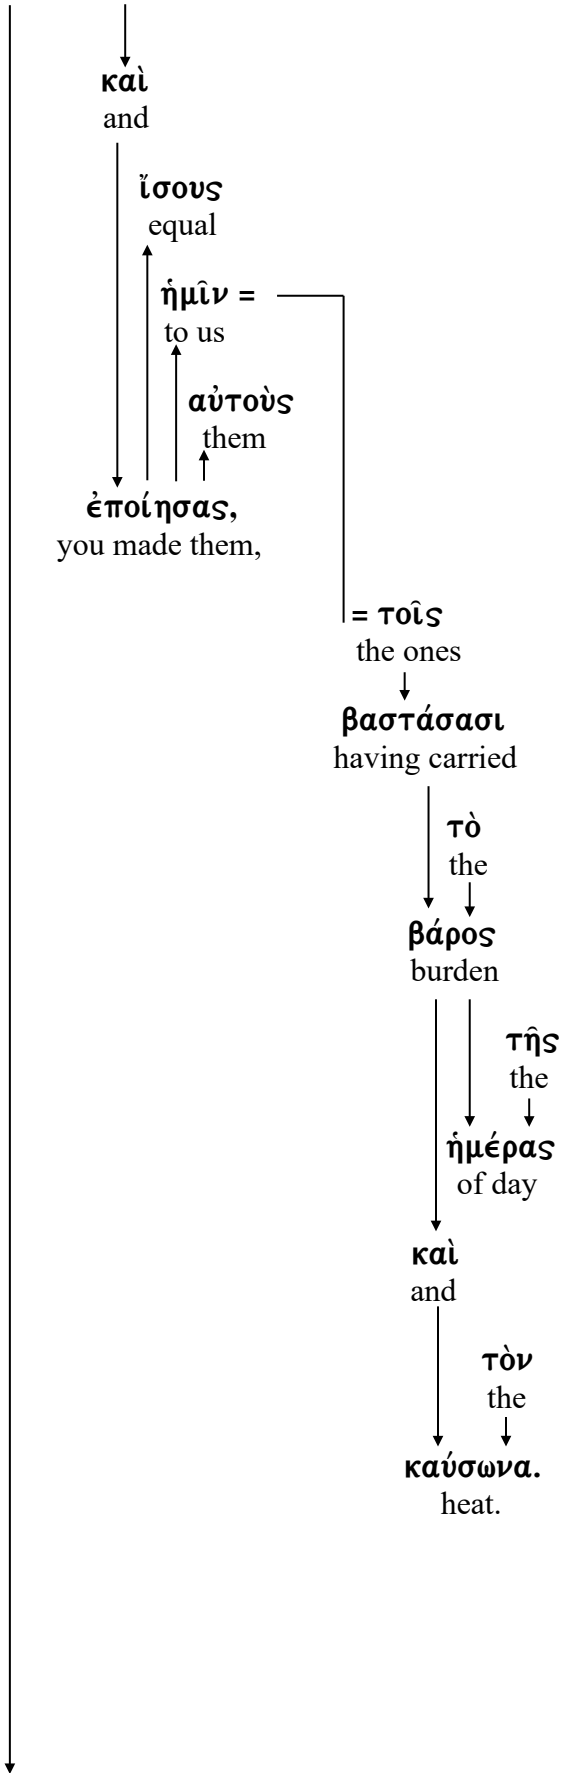 καὶ
and
ἴσους
equal
ἡμῖν =
to us
αὐτοὺς
them
ἐποίησας,
you made them,
= τοῖς
the ones
βαστάσασι
having carried
τὸ
the
βάρος
burden
τῆς
the
ἡμέρας
of day
καὶ
and
τὸν
the
καύσωνα.
heat.